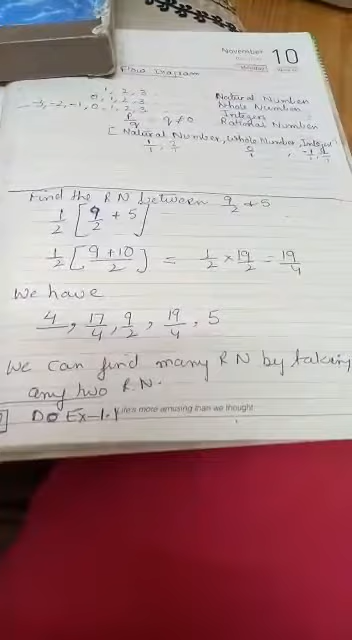 November
10
Flow Diagram
1, 2, 3 Natural Number
0, 1, 2, 3 Whole Number
-3, -2, -1, 0, 1, 2, 3 Integers
p/q q≠0 Rational Number
[ Natural Number, Whole Number, Integer
Find the RN between 9/2 & 5
1/2 [9/2 + 5]
1/2 [9+10/2] = 1/2 × 19/2 = 19/4
We have
4, 17/4, 9/2, 19/4, 5
We can find many RN by taking
any two R.N.
Life's more amusing than we thought
Do Ex-1.1